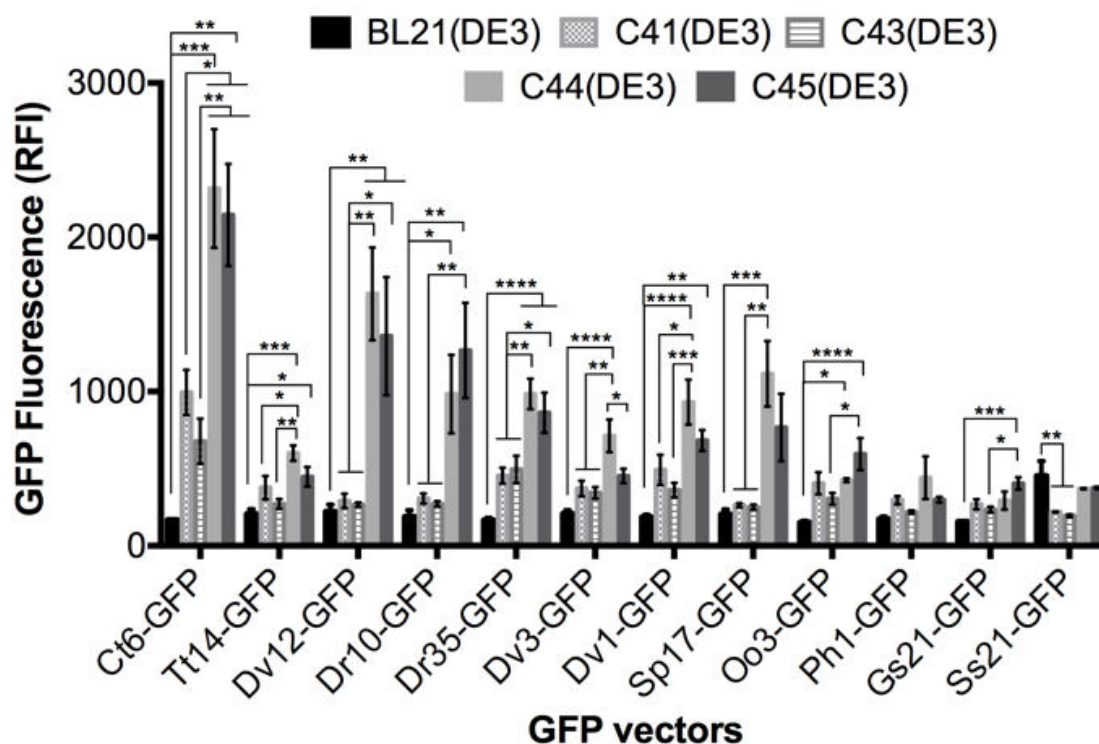 BL21(DE3) C41(DE3) C43(DE3)
C44(DE3) C45(DE3)
GFP Fluorescence (RFI)
3000
2000
1000
0
**
***
*
**
***
*
*
**
**
*
**
**
*
**
****
*
**
****
**
*
**
****
*
***
***
**
****
*
*
***
*
**
Ct6-GFP
Tt14-GFP
Dv12-GFP
Dr10-GFP
Dr35-GFP
Dv3-GFP
Dv1-GFP
Sp17-GFP
Oo3-GFP
Ph1-GFP
Gs21-GFP
Ss21-GFP
GFP vectors